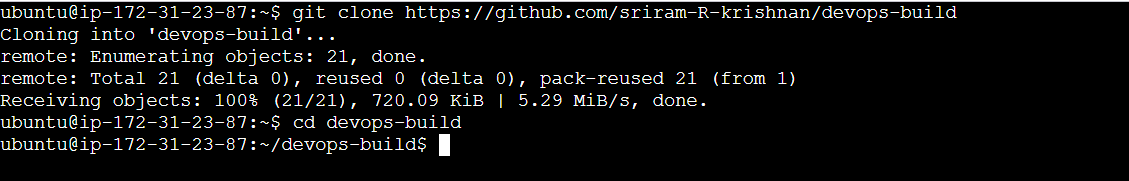 ubuntu@ip-172-31-23-87:~$ git clone https://github.com/sriram-R-krishnan/devops-build
Cloning into 'devops-build'...
remote: Enumerating objects: 21, done.
remote: Total 21 (delta 0), reused 0 (delta 0), pack-reused 21 (from 1)
Receiving objects: 100% (21/21), 720.09 KiB | 5.29 MiB/s, done.
ubuntu@ip-172-31-23-87:~$ cd devops-build
ubuntu@ip-172-31-23-87:~/devops-build$